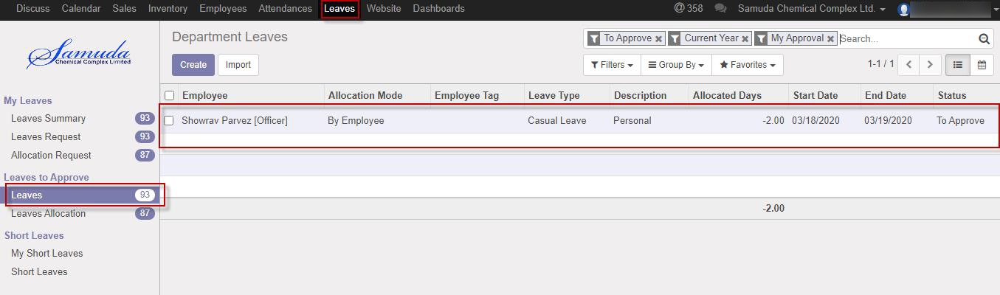 Discuss Calendar Sales Inventory Employees Attendances Leaves Website Dashboards @ 358 Samuda Chemical Complex Ltd.
Samuda
Chemical Complex Limited
Department Leaves
To Approve Current Year My Approval Search...
Create Import
Filters Group By Favorites 1-1 / 1
My Leaves
Leaves Summary 93
Leaves Request 93
Allocation Request 87
Leaves to Approve
Leaves 93
Leaves Allocation 87
Short Leaves
My Short Leaves
Short Leaves
Employee Allocation Mode Employee Tag Leave Type Description Allocated Days Start Date End Date Status
Showrav Parvez [Officer] By Employee Casual Leave Personal -2.00 03/18/2020 03/19/2020 To Approve
-2.00